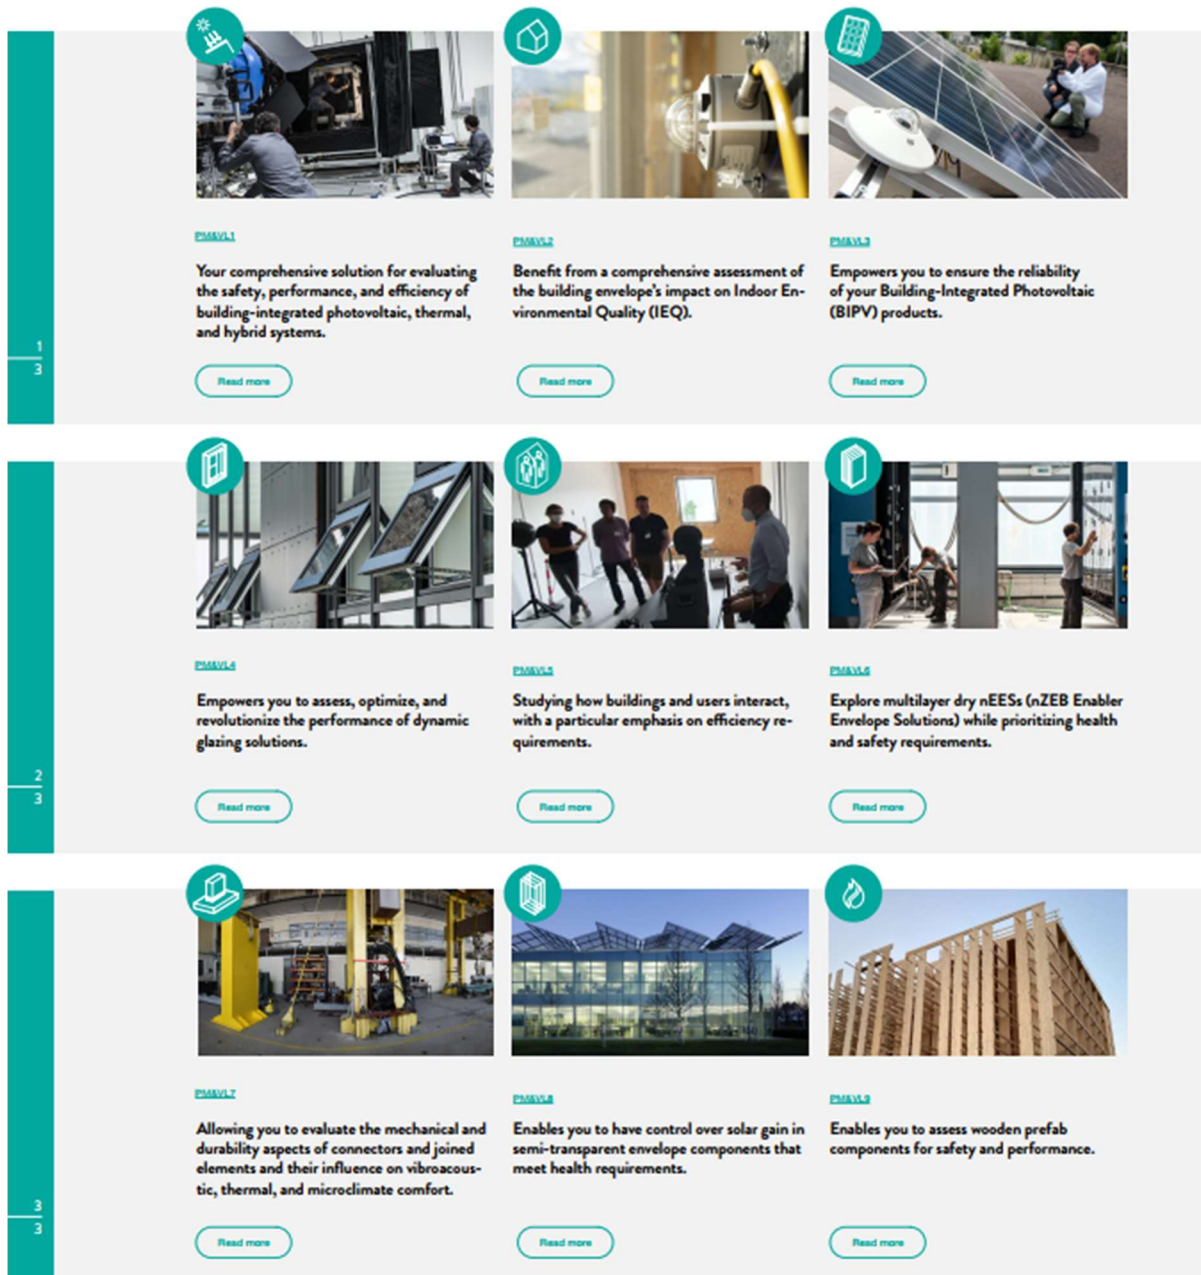 PM&VL1
Your comprehensive solution for evaluating
the safety, performance, and efficiency of
building-integrated photovoltaic, thermal,
and hybrid systems.
Read more
PM&VL2
Benefit from a comprehensive assessment of
the building envelope's impact on Indoor En-
vironmental Quality (IEQ).
Read more
PM&VL3
Empowers you to ensure the reliability
of your Building-Integrated Photovoltaic
(BIPV) products.
Read more
1
3
PM&VL4
Empowers you to assess, optimize, and
revolutionize the performance of dynamic
glazing solutions.
Read more
PM&VL5
Studying how buildings and users interact,
with a particular emphasis on efficiency re-
quirements.
Read more
PM&VL6
Explore multilayer dry nEESs (nZEB Enabler
Envelope Solutions) while prioritizing health
and safety requirements.
Read more
2
3
PM&VL7
Allowing you to evaluate the mechanical and
durability aspects of connectors and joined
elements and their influence on vibroacous-
tic, thermal, and microclimate comfort.
Read more
PM&VL8
Enables you to have control over solar gain in
semi-transparent envelope components that
meet health requirements.
Read more
PM&VL9
Enables you to assess wooden prefab
components for safety and performance.
Read more
3
3